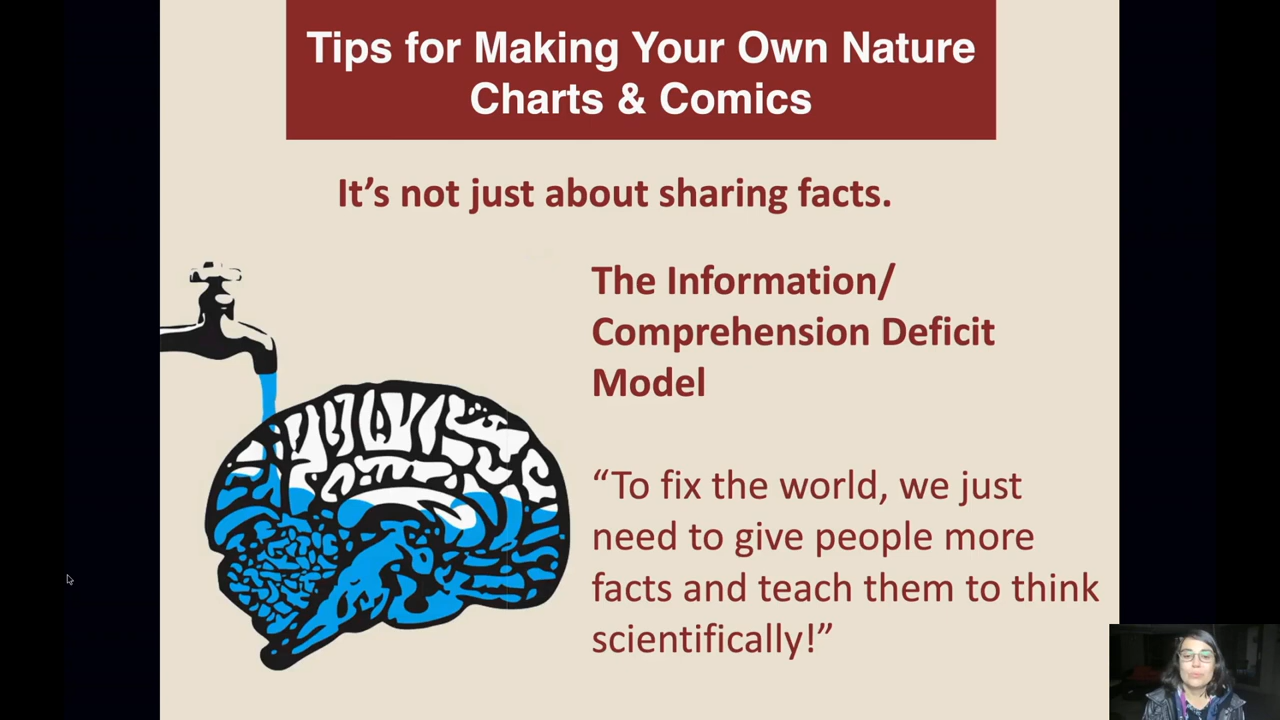 Tips for Making Your Own Nature
Charts & Comics
It’s not just about sharing facts.
The Information/
Comprehension Deficit
Model
“To fix the world, we just
need to give people more
facts and teach them to think
scientifically!”